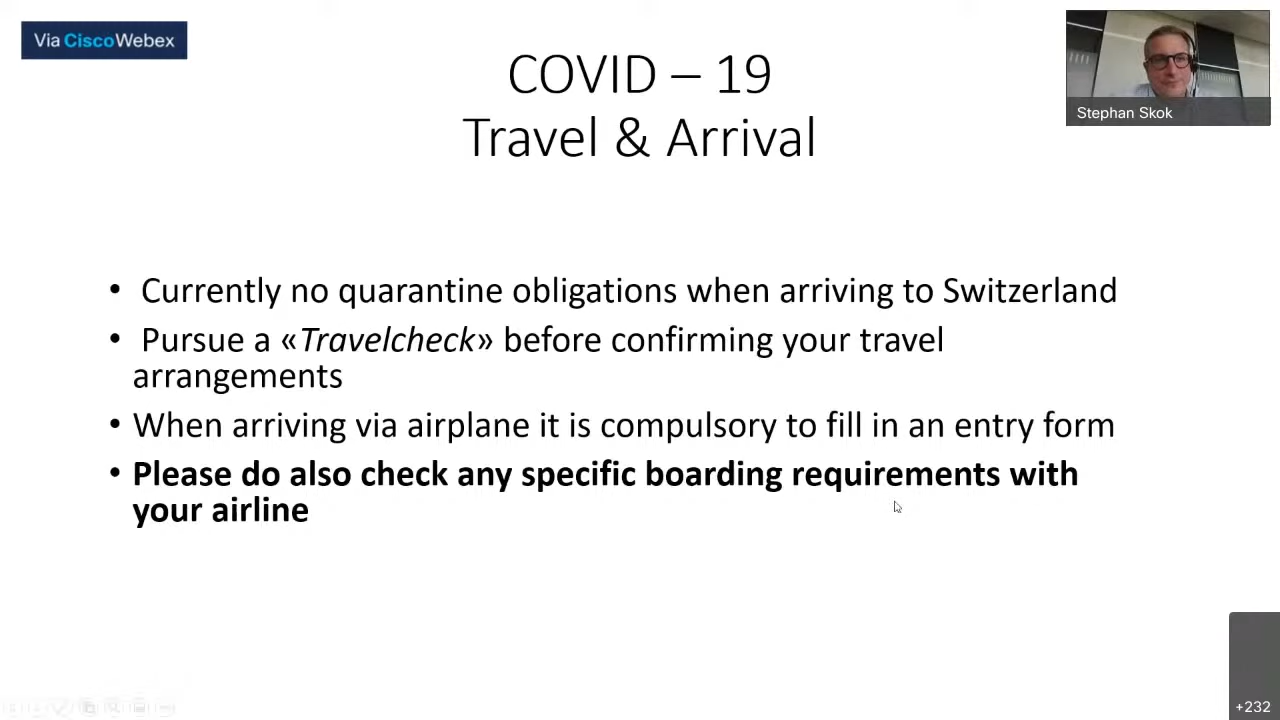 Via CiscoWebex
COVID – 19
Travel & Arrival
Stephan Skok
• Currently no quarantine obligations when arriving to Switzerland
• Pursue a «Travelcheck» before confirming your travel
arrangements
• When arriving via airplane it is compulsory to fill in an entry form
• Please do also check any specific boarding requirements with
your airline
+232